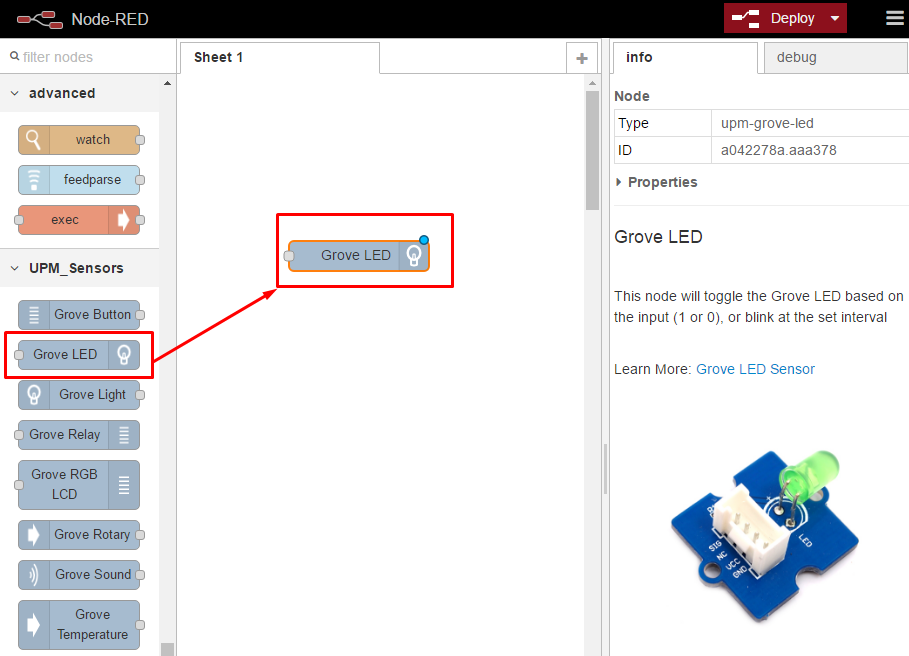 Node-RED
Deploy
filter nodes
Sheet 1
+
info
debug
advanced
watch
feedparse
exec
UPM_Sensors
Grove Button
Grove LED
Grove Light
Grove Relay
Grove RGB
LCD
Grove Rotary
Grove Sound
Grove
Temperature
Grove LED
Node
Type upm-grove-led
ID a042278a.aaa378
Properties
Grove LED
This node will toggle the Grove LED based on
the input (1 or 0), or blink at the set interval
Learn More: Grove LED Sensor
LED
SIG
NC
VCC
GND